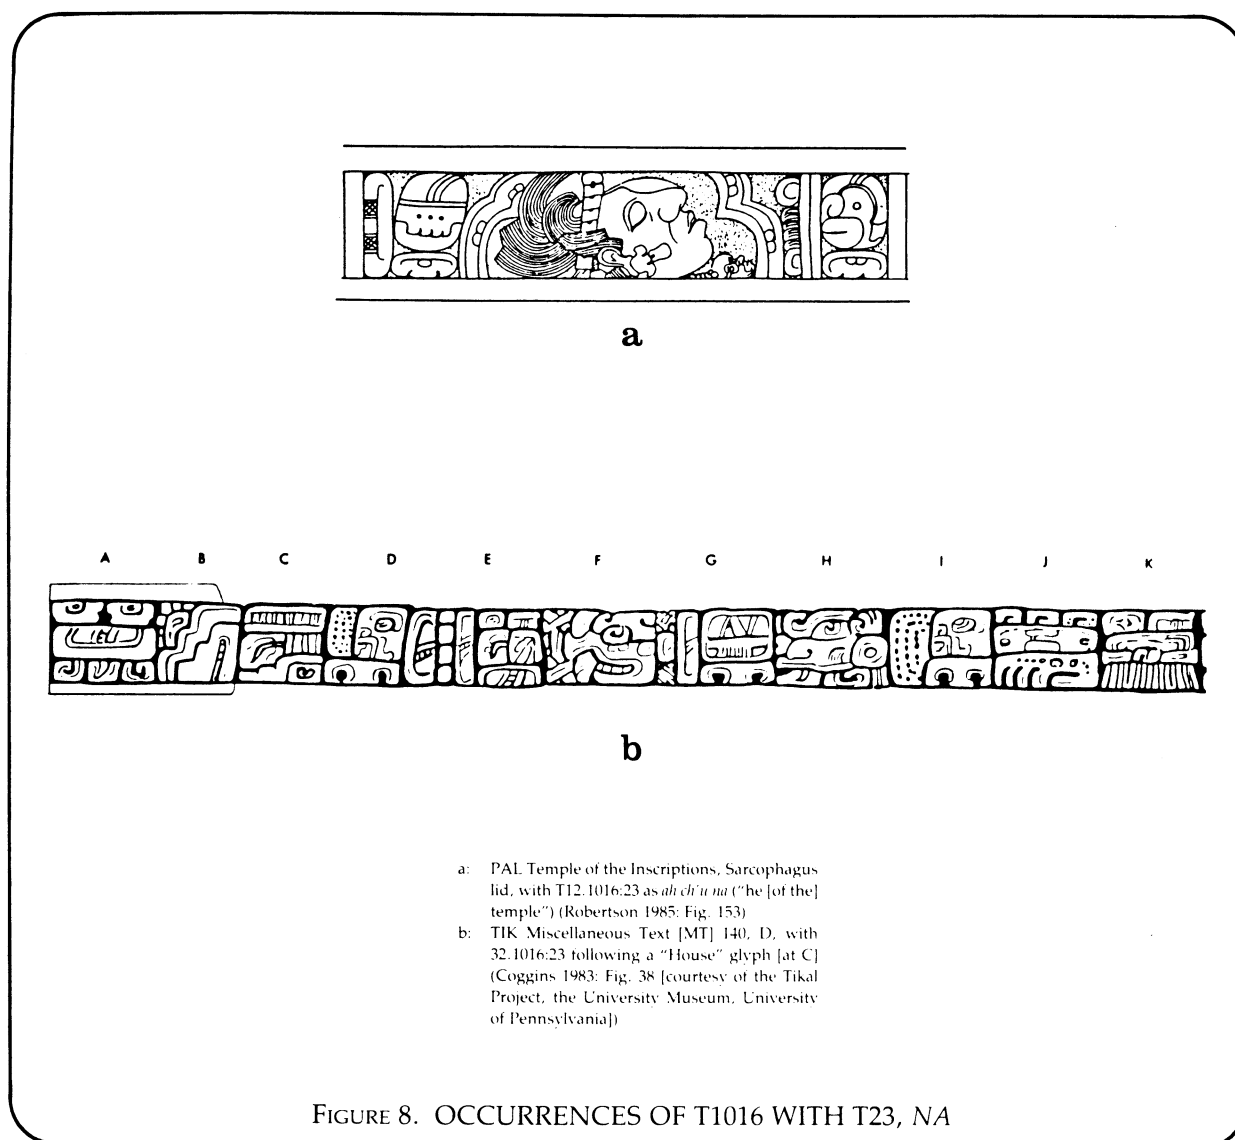 a
A B C D E F G H I J K
b
a: PAL Temple of the Inscriptions, Sarcophagus
lid, with T12.1016:23 as ah ch'u na ("he [of the]
temple") (Robertson 1985: Fig. 153)
b: TIK Miscellaneous Text [MT] 140, D, with
32.1016:23 following a "House" glyph [at C]
(Coggins 1983: Fig. 38 [courtesy of the Tikal
Project, the University Museum, University
of Pennsylvania])
FIGURE 8. OCCURRENCES OF T1016 WITH T23, NA